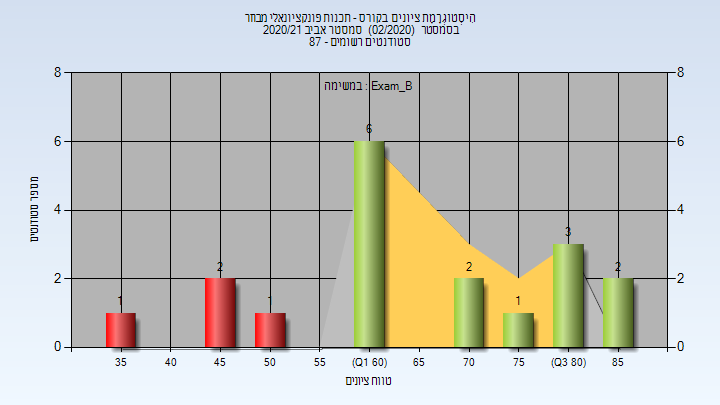 היסטוגרמת ציונים בקורס - תכנות פונקציונאלי מבחר
בסמסטר (02/2020) סמסטר אביב 2020/21
סטודנטים רשומים - 87
במשימה : Exam_B
8 8
6 6
4 4
2 2
0 0
מספר סטודנטים
1 2 1 6 2 1 3 2
35 40 45 50 55 (Q1 60) 65 70 75 (Q3 80) 85
טווח ציונים